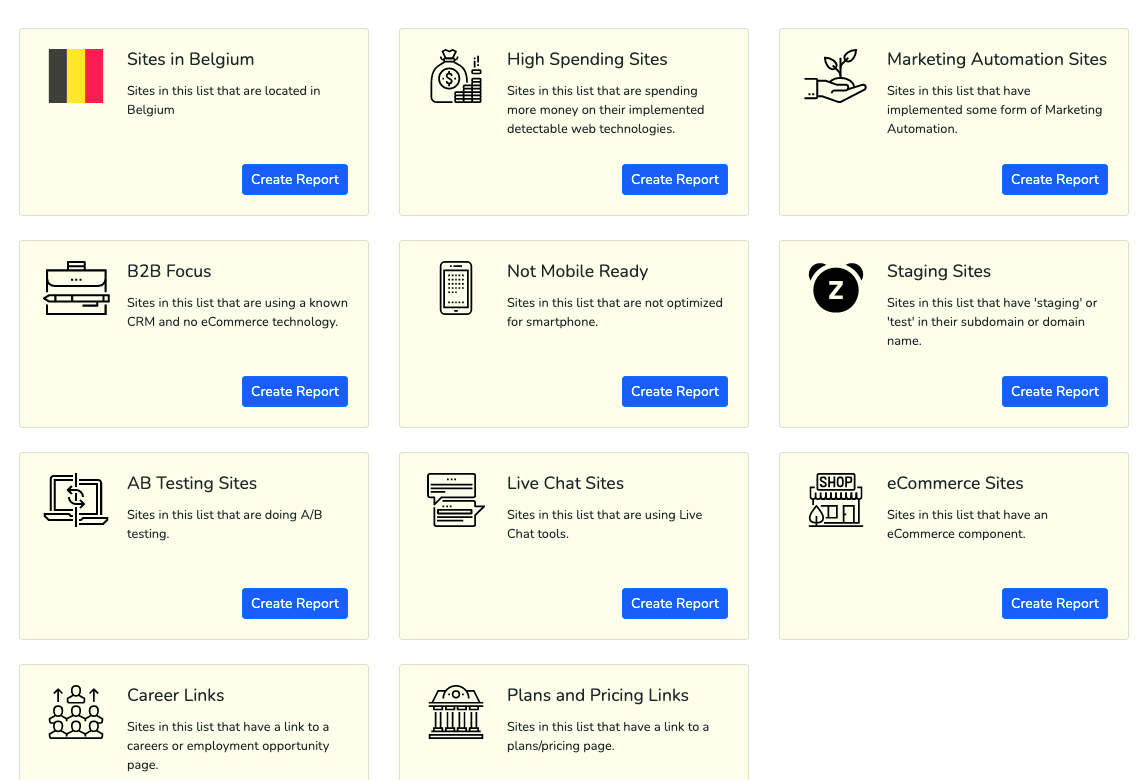 Sites in Belgium
Sites in this list that are located in
Belgium
Create Report
High Spending Sites
Sites in this list that are spending
more money on their implemented
detectable web technologies.
Create Report
Marketing Automation Sites
Sites in this list that have
implemented some form of Marketing
Automation.
Create Report
B2B Focus
Sites in this list that are using a known
CRM and no eCommerce technology.
Create Report
Not Mobile Ready
Sites in this list that are not optimized
for smartphone.
Create Report
Z
Staging Sites
Sites in this list that have 'staging' or
'test' in their subdomain or domain
name.
Create Report
AB Testing Sites
Sites in this list that are doing A/B
testing.
Create Report
Live Chat Sites
Sites in this list that are using Live
Chat tools.
Create Report
SHOP
eCommerce Sites
Sites in this list that have an
eCommerce component.
Create Report
Career Links
Sites in this list that have a link to a
careers or employment opportunity
page.
Plans and Pricing Links
Sites in this list that have a link to a
plans/pricing page.